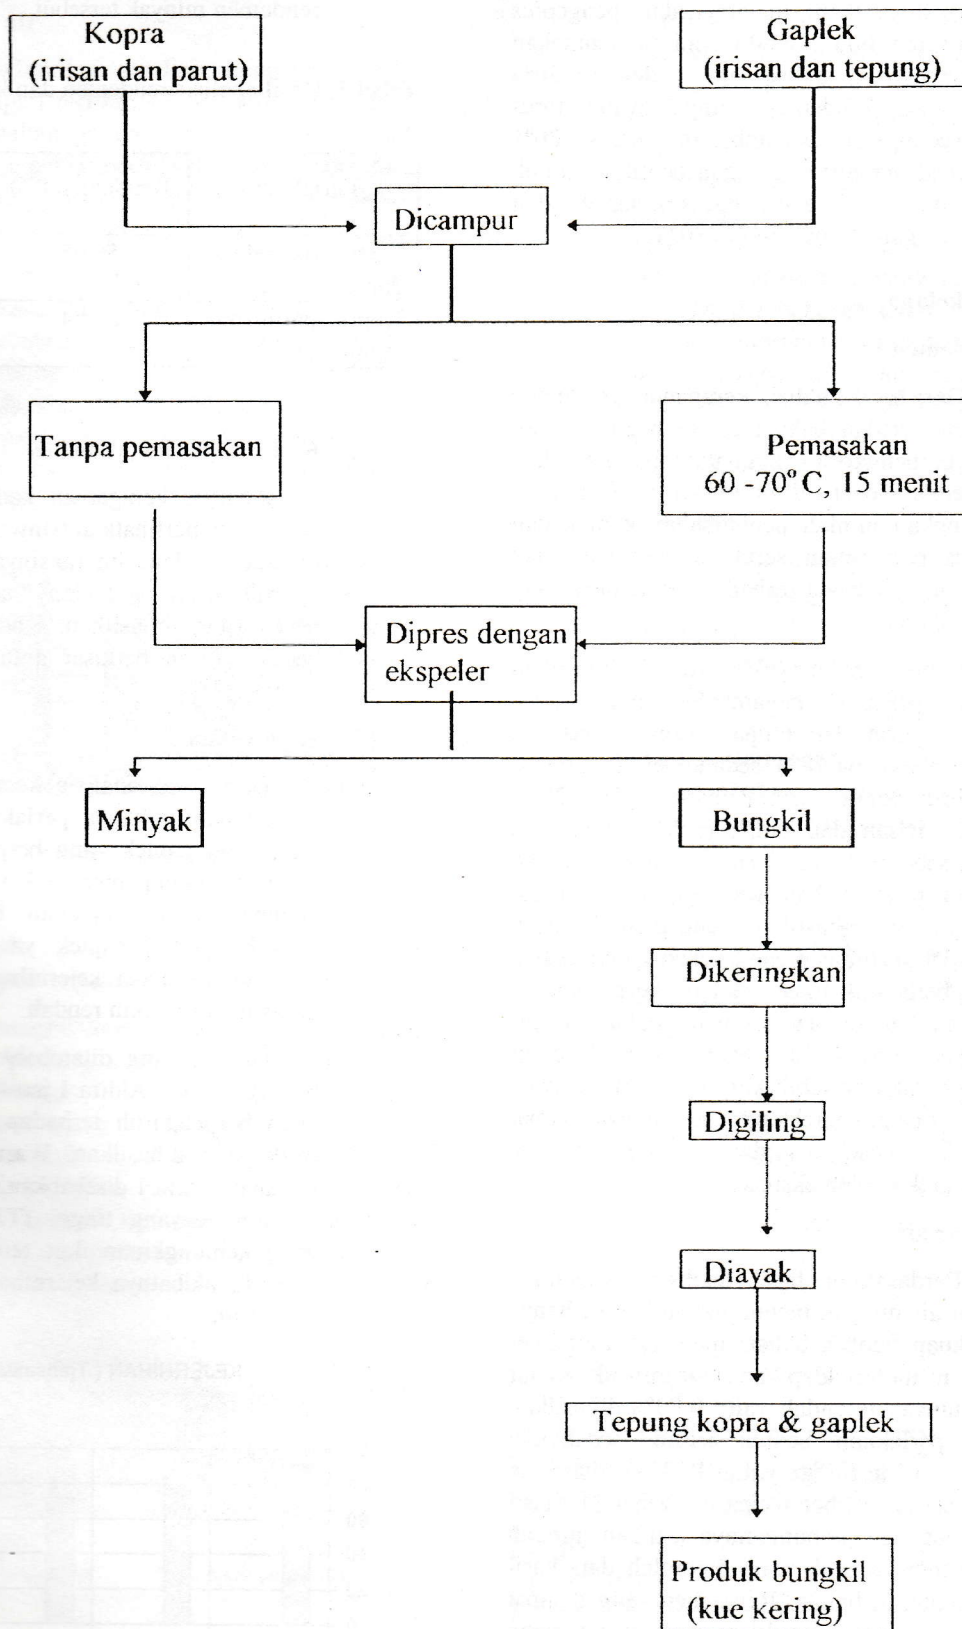 Kopra
(irisan dan parut)
Gaplek
(irisan dan tepung)
Dicampur
Tanpa pemasakan
Pemasakan
60 -70°C, 15 menit
Dipres dengan
ekspeler
Minyak
Bungkil
Dikeringkan
Digiling
Diayak
Tepung kopra & gaplek
Produk bungkil
(kue kering)